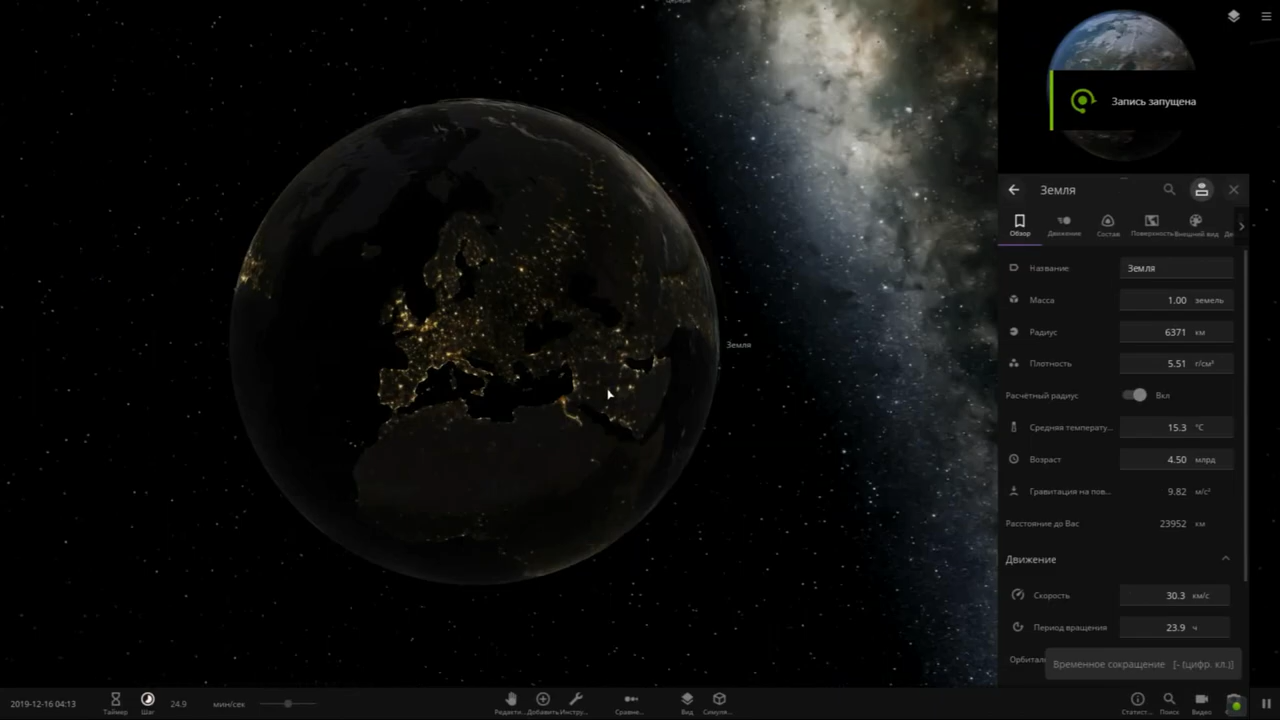 Запись запущена
Земля
Обзор
Движение
Состав
Поверхность
Внешний вид
Название
Земля
Масса
1.00 земель
Радиус
6371 км
Плотность
5.51 г/см³
Расчётный радиус
Вкл
Средняя температу...
15.3 °C
Возраст
4.50 млрд
Гравитация на пов...
9.82 м/с²
Расстояние до Вас
23952 км
Движение
Скорость
30.3 км/с
Период вращения
23.9 ч
Орбитал
Временное сокращение [- (цифр. кл.)]
Земля
2019-12-16 04:13
Таймер
Шаг
24.9 мин/сек
Редакти...
Добавить
Инстру...
Сравне...
Вид
Симуля...
Статист...
Поиск
Видео